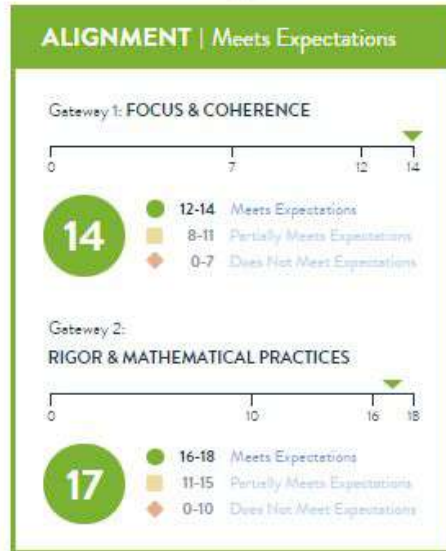 ALIGNMENT | Meets Expectations
Gateway 1: FOCUS & COHERENCE
0 7 12 14
14
12-14 Meets Expectations
8-11 Partially Meets Expectations
0-7 Does Not Meet Expectations
Gateway 2:
RIGOR & MATHEMATICAL PRACTICES
0 10 16 18
17
16-18 Meets Expectations
11-15 Partially Meets Expectations
0-10 Does Not Meet Expectations